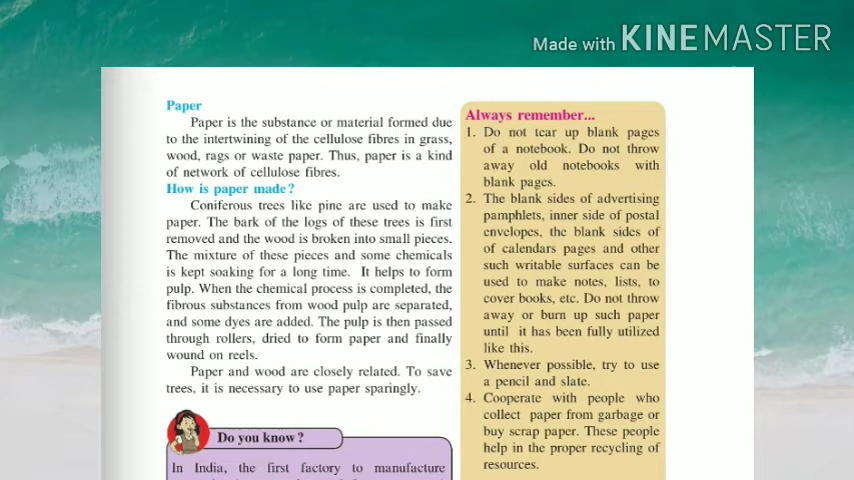 Made with KINEMASTER
Paper
Paper is the substance or material formed due
to the intertwining of the cellulose fibres in grass,
wood, rags or waste paper. Thus, paper is a kind
of network of cellulose fibres.
How is paper made?
Coniferous trees like pine are used to make
paper. The bark of the logs of these trees is first
removed and the wood is broken into small pieces.
The mixture of these pieces and some chemicals
is kept soaking for a long time. It helps to form
pulp. When the chemical process is completed, the
fibrous substances from wood pulp are separated,
and some dyes are added. The pulp is then passed
through rollers, dried to form paper and finally
wound on reels.
Paper and wood are closely related. To save
trees, it is necessary to use paper sparingly.
Do you know?
In India, the first factory to manufacture
Always remember...
1. Do not tear up blank pages
of a notebook. Do not throw
away old notebooks with
blank pages.
2. The blank sides of advertising
pamphlets, inner side of postal
envelopes, the blank sides of
of calendars pages and other
such writable surfaces can be
used to make notes, lists, to
cover books, etc. Do not throw
away or burn up such paper
until it has been fully utilized
like this.
3. Whenever possible, try to use
a pencil and slate.
4. Cooperate with people who
collect paper from garbage or
buy scrap paper. These people
help in the proper recycling of
resources.